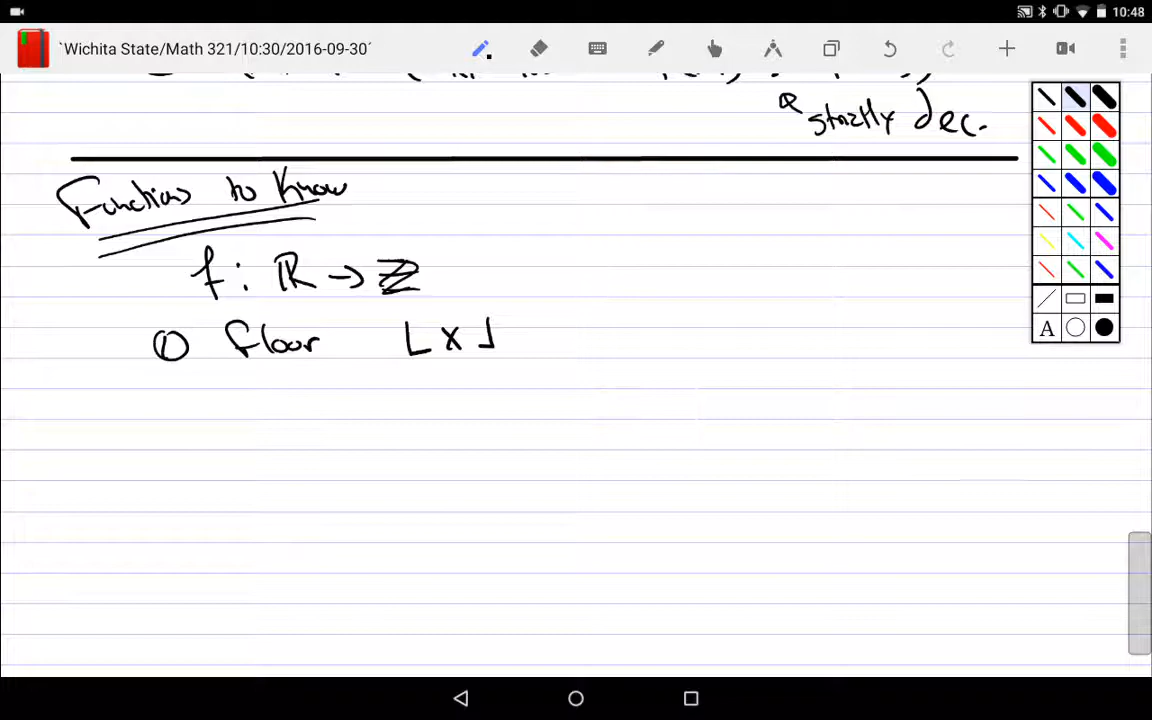 10:48
`Wichita State/Math 321/10:30/2016-09-30´
strictly dec.
Functions to Know
f: ℝ → ℤ
① floor ⌊x⌋
A